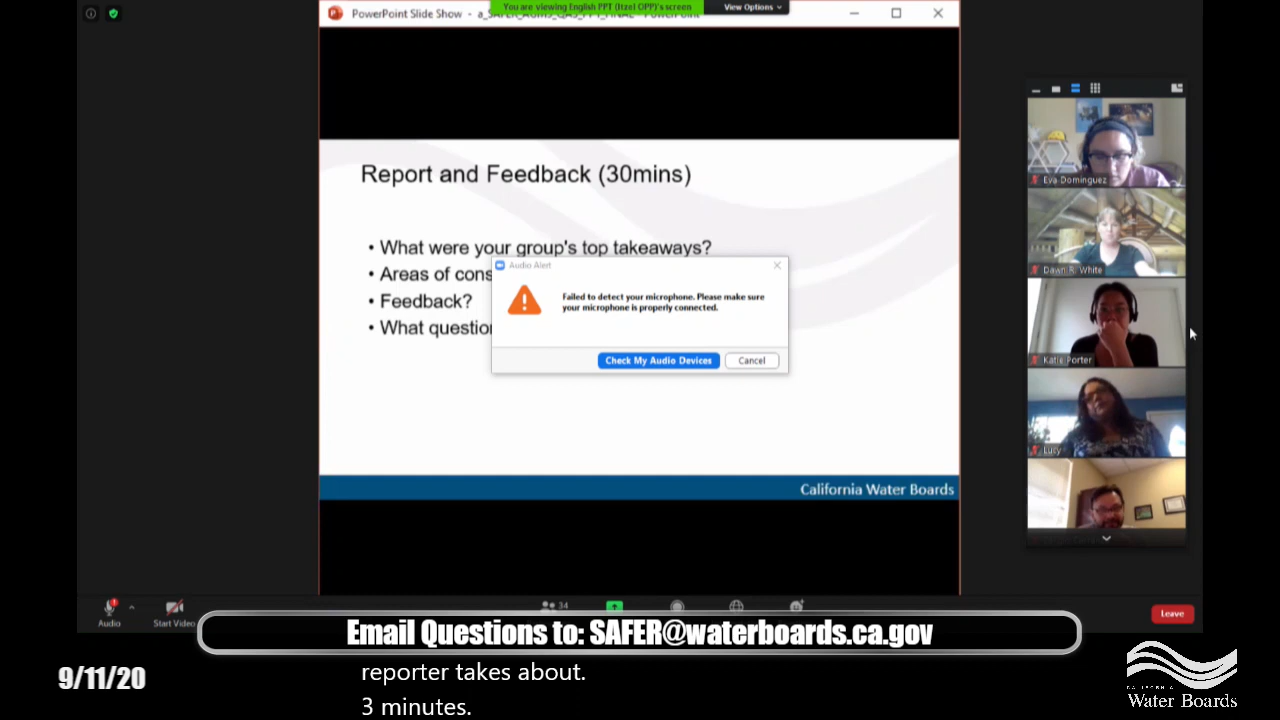 You are viewing English PPT (Itzel OPP)'s screen
View Options
PowerPoint Slide Show -
Report and Feedback (30mins)
• What were your group's top takeaways?
• Areas of cons
• Feedback?
• What question
Audio Alert
Failed to detect your microphone. Please make sure
your microphone is properly connected.
Check My Audio Devices
Cancel
California Water Boards
Eva Dominguez
Dawn R. White
Katie Porter
Lucy
Audio
Start Video
34
Leave
Email Questions to: SAFER@waterboards.ca.gov
9/11/20
reporter takes about.
3 minutes.
CALIFORNIA
Water Boards